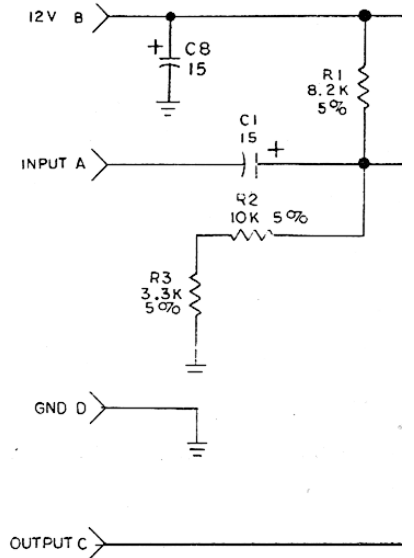 12V B
+
C8
15
R1
8.2K
5%
C1
15
+
INPUT A
R2
10K 5%
R3
3.3K
5%
GND D
OUTPUT C